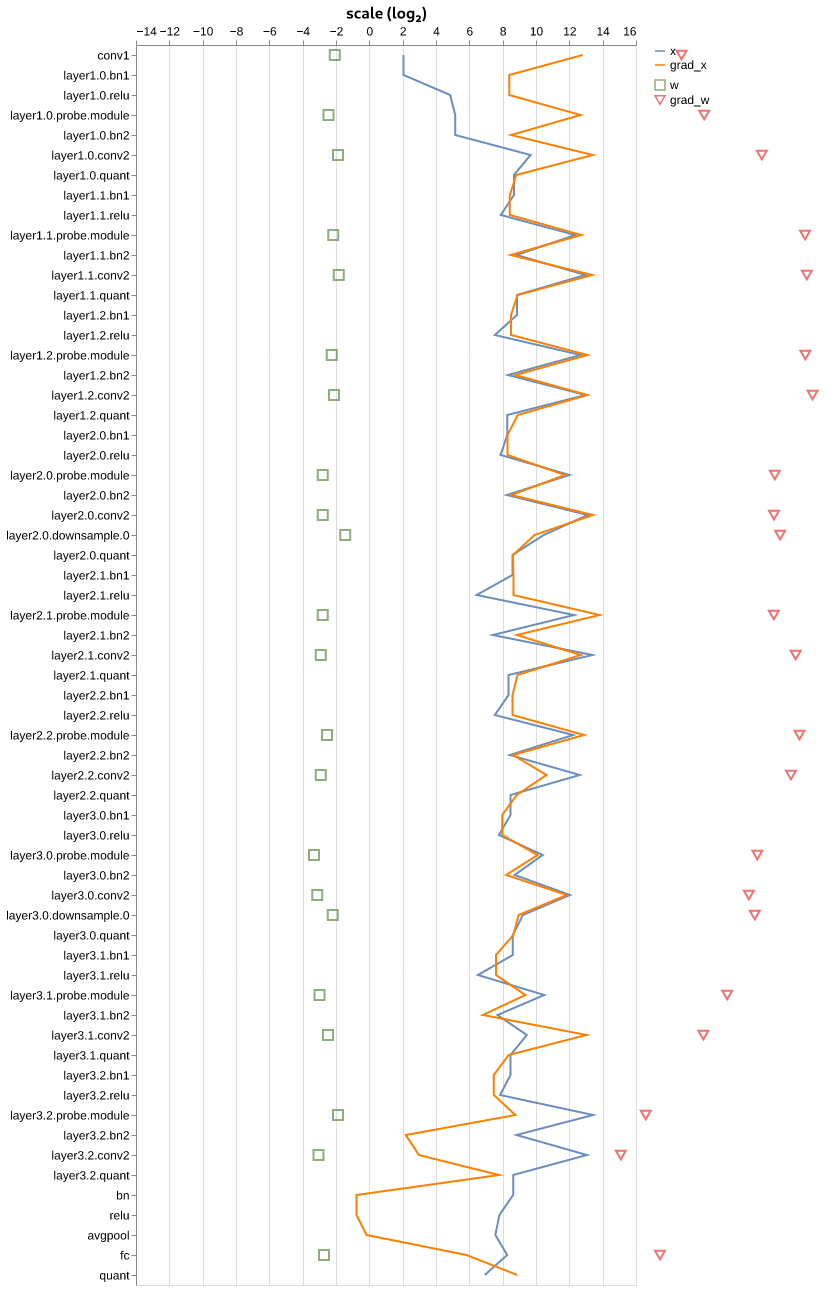 scale (log₂)
−14 −12 −10 −8 −6 −4 −2 0 2 4 6 8 10 12 14 16
x
grad_x
w
grad_w
conv1
layer1.0.bn1
layer1.0.relu
layer1.0.probe.module
layer1.0.bn2
layer1.0.conv2
layer1.0.quant
layer1.1.bn1
layer1.1.relu
layer1.1.probe.module
layer1.1.bn2
layer1.1.conv2
layer1.1.quant
layer1.2.bn1
layer1.2.relu
layer1.2.probe.module
layer1.2.bn2
layer1.2.conv2
layer1.2.quant
layer2.0.bn1
layer2.0.relu
layer2.0.probe.module
layer2.0.bn2
layer2.0.conv2
layer2.0.downsample.0
layer2.0.quant
layer2.1.bn1
layer2.1.relu
layer2.1.probe.module
layer2.1.bn2
layer2.1.conv2
layer2.1.quant
layer2.2.bn1
layer2.2.relu
layer2.2.probe.module
layer2.2.bn2
layer2.2.conv2
layer2.2.quant
layer3.0.bn1
layer3.0.relu
layer3.0.probe.module
layer3.0.bn2
layer3.0.conv2
layer3.0.downsample.0
layer3.0.quant
layer3.1.bn1
layer3.1.relu
layer3.1.probe.module
layer3.1.bn2
layer3.1.conv2
layer3.1.quant
layer3.2.bn1
layer3.2.relu
layer3.2.probe.module
layer3.2.bn2
layer3.2.conv2
layer3.2.quant
bn
relu
avgpool
fc
quant